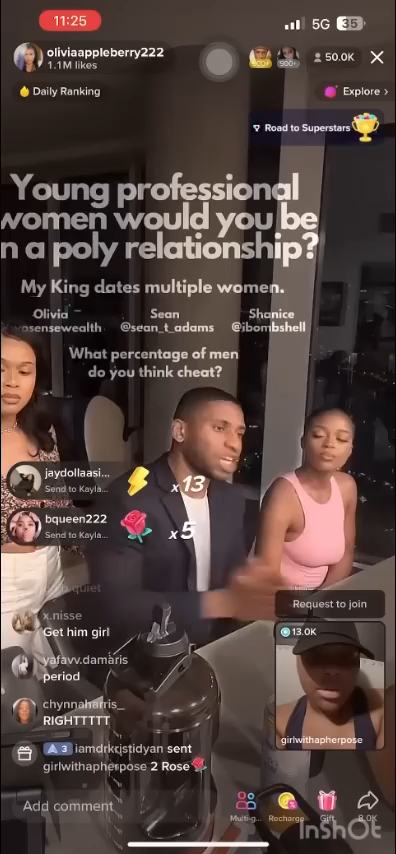 11:25
5G 35
oliviaappleberry222
1.1M likes
50.0K
Daily Ranking
Explore
Road to Superstars
Young professional
women would you be
n a poly relationship?
My King dates multiple women.
Olivia Sean Shanice
osensewealth @sean_t_adams @ibombshell
What percentage of men
do you think cheat?
jaydollaasi...
Send to Kayla...
x13
bqueen222
Send to Kayla...
x5
quiet
x.nisse
Get him girl
yafavv.damaris
period
chynnaharris_
RIGHTTTTT
3 iamdrkcjstidyan sent
girlwithapherpose 2 Rose
Request to join
13.0K
girlwithapherpose
Add comment
Multi-g...
Recharge
Gift
8.0K
InShOt